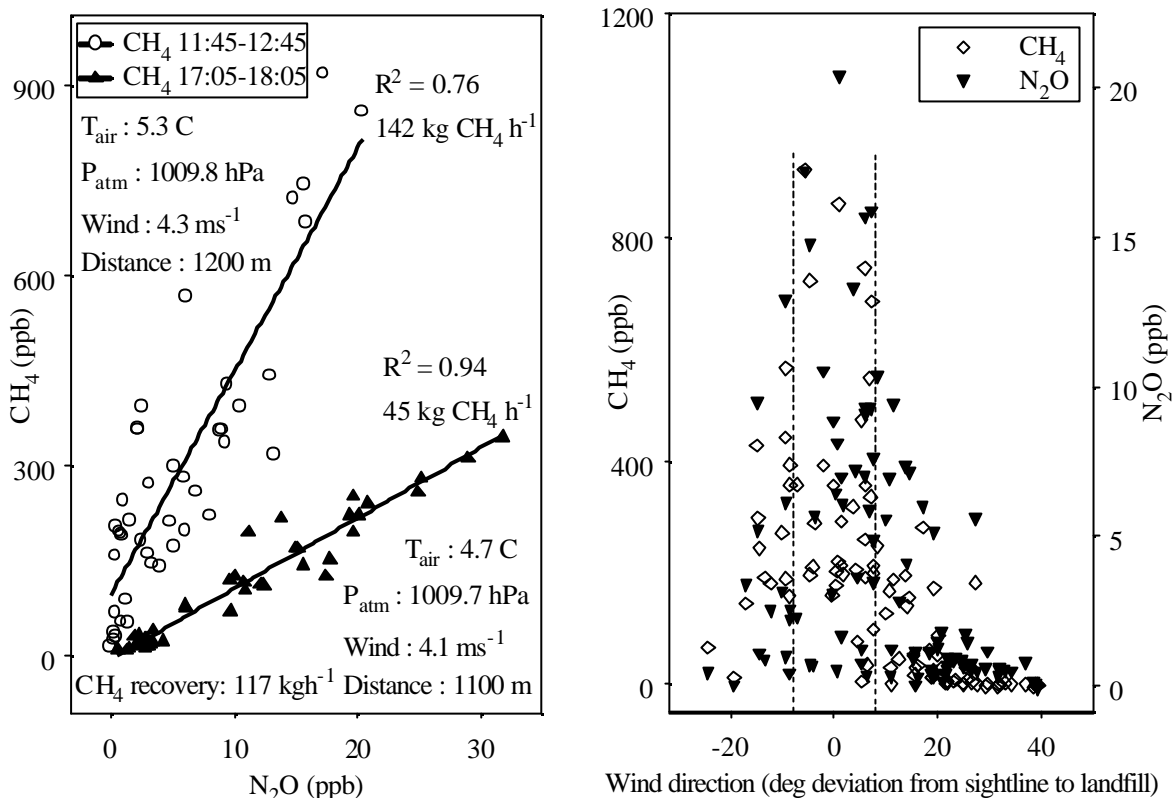 CH₄ 11:45-12:45
CH₄ 17:05-18:05
R² = 0.76
142 kg CH₄ h⁻¹
T_air : 5.3 C
P_atm : 1009.8 hPa
Wind : 4.3 ms⁻¹
Distance : 1200 m
R² = 0.94
45 kg CH₄ h⁻¹
T_air : 4.7 C
P_atm : 1009.7 hPa
Wind : 4.1 ms⁻¹
CH₄ recovery: 117 kgh⁻¹
Distance : 1100 m
CH₄ (ppb)
900
600
300
0
0 10 20 30
N₂O (ppb)
CH₄
N₂O
CH₄ (ppb)
1200
800
400
0
N₂O (ppb)
20
15
10
5
0
-20 0 20 40
Wind direction (deg deviation from sightline to landfill)